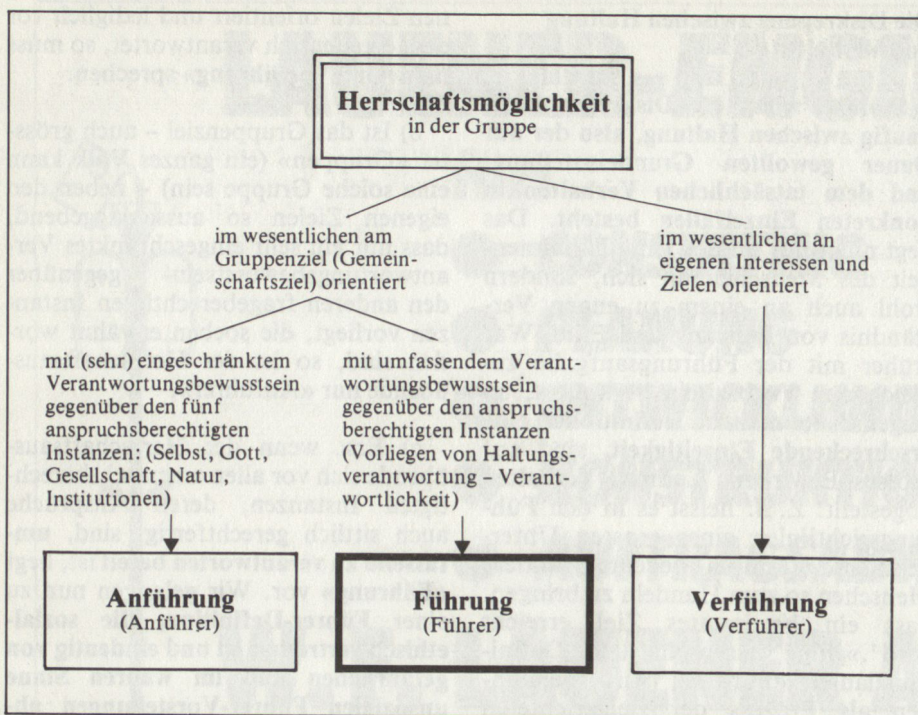 Herrschaftsmöglichkeit
in der Gruppe
im wesentlichen am
Gruppenziel (Gemein-
schaftsziel) orientiert
im wesentlichen an
eigenen Interessen und
Zielen orientiert
mit (sehr) eingeschränktem
Verantwortungsbewusstsein
gegenüber den fünf
anspruchsberechtigten
Instanzen: (Selbst, Gott,
Gesellschaft, Natur,
Institutionen)
mit umfassendem Verant-
wortungsbewusstsein
gegenüber den anspruchs-
berechtigten Instanzen
(Vorliegen von Haltungs-
verantwortung – Verant-
wortlichkeit)
Anführung
(Anführer)
Führung
(Führer)
Verführung
(Verführer)